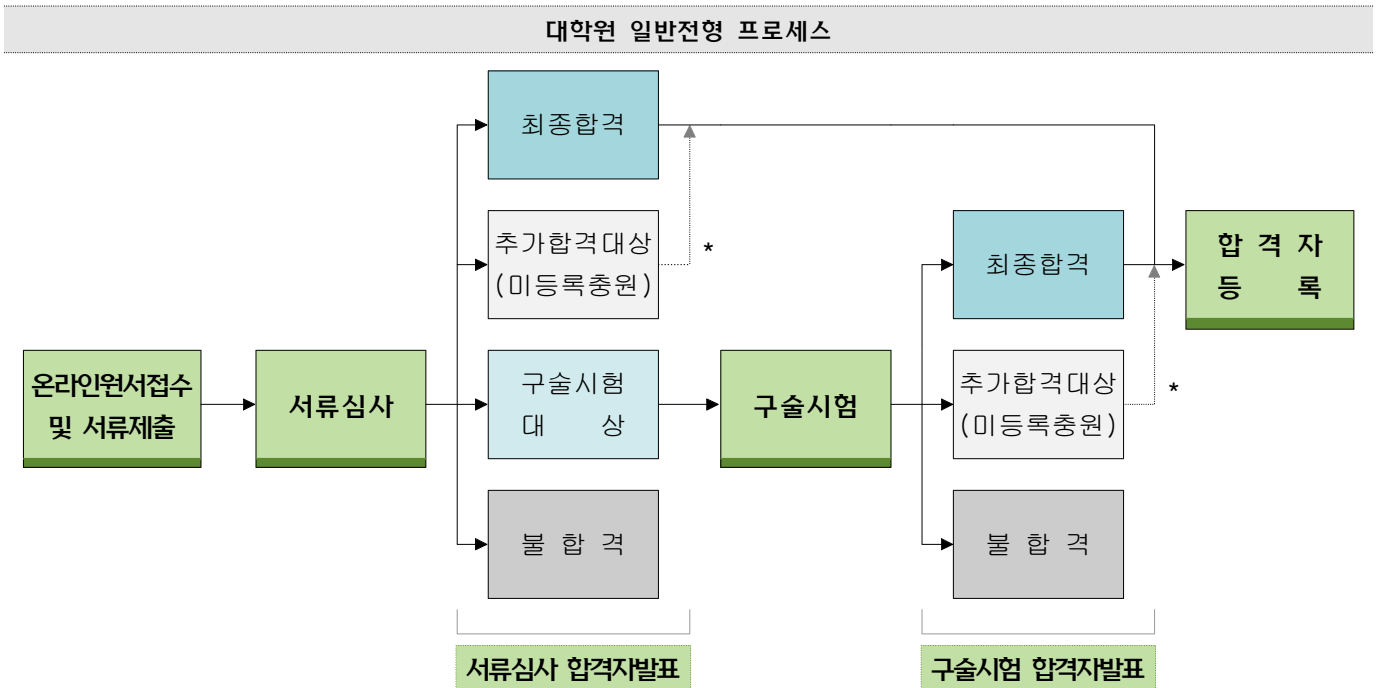 대학원 일반전형 프로세스
최종합격
추가합격대상
(미등록충원)
*
최종합격
합 격 자
등 록
온라인원서접수
및 서류제출
서류심사
구술시험
대 상
구술시험
추가합격대상
(미등록충원)
*
불 합 격
불 합 격
서류심사 합격자발표
구술시험 합격자발표